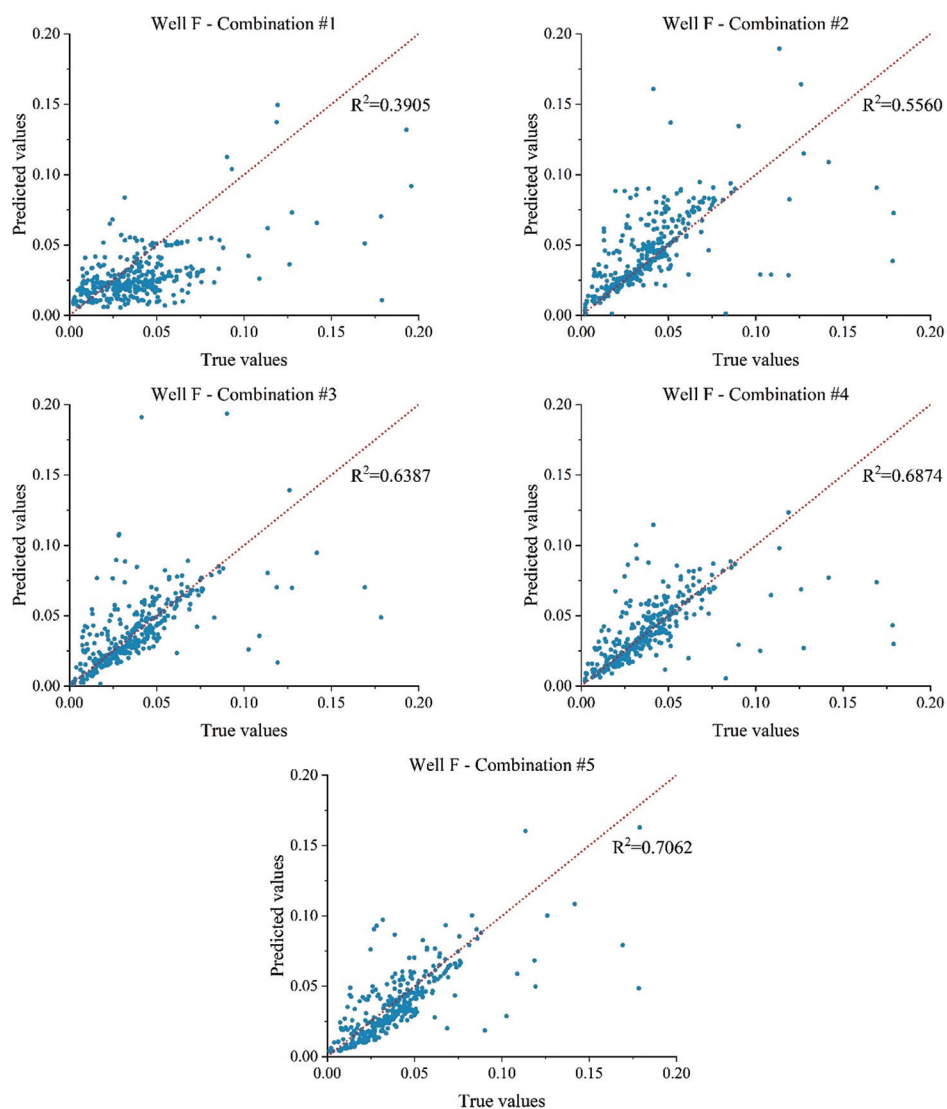 Well F - Combination #1
0.20
0.15
0.10
0.05
0.00
0.00 0.05 0.10 0.15 0.20
R²=0.3905
Predicted values
True values
Well F - Combination #2
0.20
0.15
0.10
0.05
0.00
0.00 0.05 0.10 0.15 0.20
R²=0.5560
Predicted values
True values
Well F - Combination #3
0.20
0.15
0.10
0.05
0.00
0.00 0.05 0.10 0.15 0.20
R²=0.6387
Predicted values
True values
Well F - Combination #4
0.20
0.15
0.10
0.05
0.00
0.00 0.05 0.10 0.15 0.20
R²=0.6874
Predicted values
True values
Well F - Combination #5
0.20
0.15
0.10
0.05
0.00
0.00 0.05 0.10 0.15 0.20
R²=0.7062
Predicted values
True values